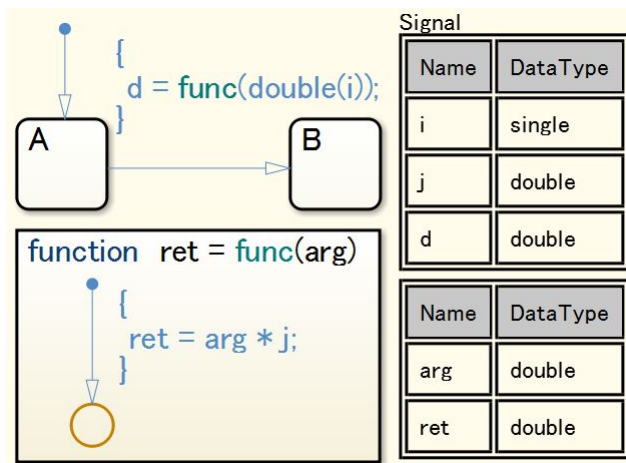 {
d = func(double(i));
}
A
B
function ret = func(arg)
{
ret = arg * j;
}
Signal
Name DataType
i single
j double
d double
Name DataType
arg double
ret double